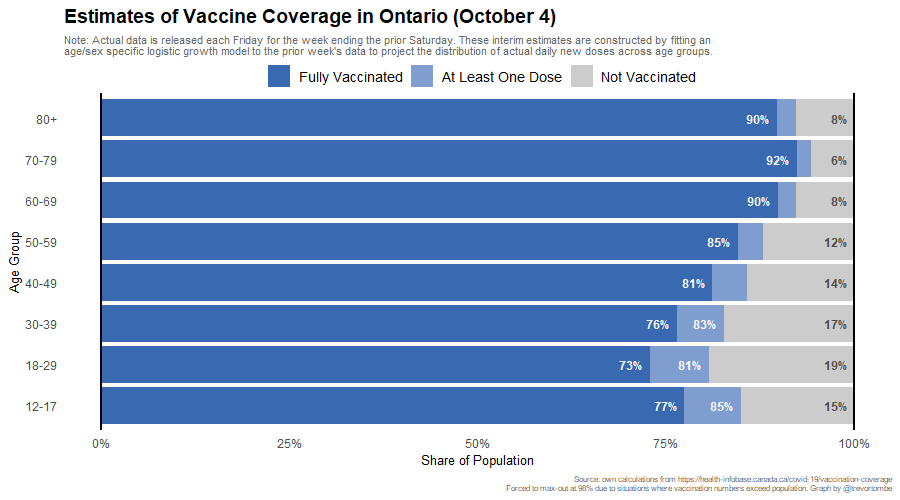 Estimates of Vaccine Coverage in Ontario (October 4)
Note: Actual data is released each Friday for the week ending the prior Saturday. These interim estimates are constructed by fitting an
age/sex specific logistic growth model to the prior week's data to project the distribution of actual daily new doses across age groups.
Fully Vaccinated At Least One Dose Not Vaccinated
80+ 90% 8%
70-79 92% 6%
60-69 90% 8%
50-59 85% 12%
Age Group
40-49 81% 14%
30-39 76% 83% 17%
18-29 73% 81% 19%
12-17 77% 85% 15%
0% 25% 50% 75% 100%
Share of Population
Source: own calculations from https://health-infobase.canada.ca/covid-19/vaccination-coverage
Forced to max-out at 98% due to situations where vaccination numbers exceed population. Graph by @trevortombe